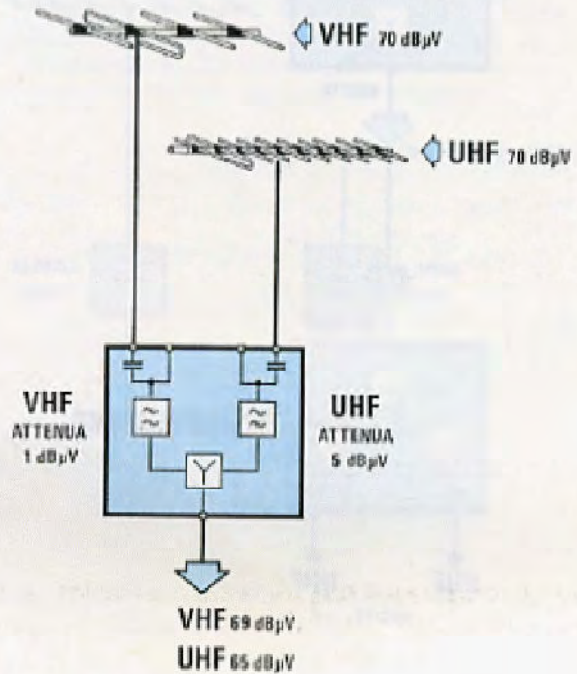 VHF 70 dBµV
UHF 70 dBµV
VHF
ATTENUA
1 dBµV
UHF
ATTENUA
5 dBµV
VHF 69 dBµV.
UHF 65 dBµV